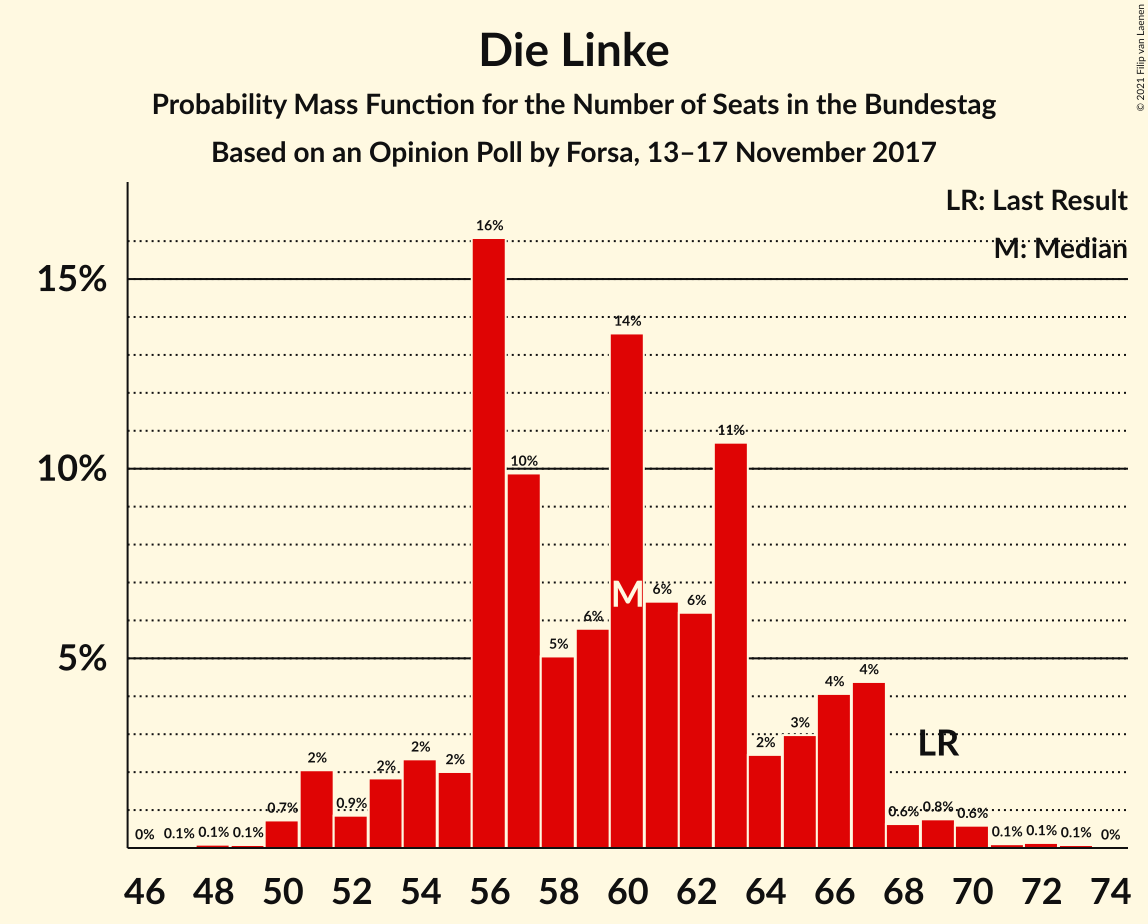 Die Linke
Probability Mass Function for the Number of Seats in the Bundestag
Based on an Opinion Poll by Forsa, 13–17 November 2017
© 2021 Filip van Laenen
LR: Last Result
M: Median
15%
10%
5%
0% 0.1% 0.1% 0.1% 0.7% 2% 0.9% 2% 2% 2% 16% 10% 5% 6% 14% 6% 6% 11% 2% 3% 4% 4% 0.6% 0.8% 0.6% 0.1% 0.1% 0.1% 0%
M
LR
46 48 50 52 54 56 58 60 62 64 66 68 70 72 74